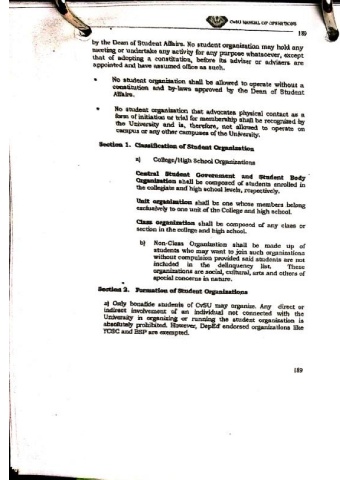 CvSU MANUAL OF OPERATIONS
189
by the Dean of Student Affairs. No student organization may hold any
meeting or undertake any activity for any purpose whatsoever, except
that of adopting a constitution, before its adviser or advisers are
appointed and have assumed office as such.
• No student organization shall be allowed to operate without a
constitution and by-laws approved by the Dean of Student
Affairs.
• No student organization that advocates physical contact as a
form of initiation or trial for membership shall be recognized by
the University and is, therefore, not allowed to operate on
campus or any other campuses of the University.
Section 1. Classification of Student Organization
a) College/High School Organizations
Central Student Government and Student Body
Organization shall be composed of students enrolled in
the collegiate and high school levels, respectively.
Unit organization shall be one whose members belong
exclusively to one unit of the College and high school.
Class organization shall be composed of any class or
section in the college and high school.
b) Non-Class Organization shall be made up of
students who may want to join such organizations
without compulsion provided said students are not
included in the delinquency list. These
organizations are social, cultural, arts and others of
special concerns in nature.
Section 2. Formation of Student Organizations
a) Only bonafide students of CvSU may organize. Any direct or
indirect involvement of an individual not connected with the
University in organizing or running the student organization is
absolutely prohibited. However, DepEd endorsed organizations like
YCSC and BSP are exempted.
189